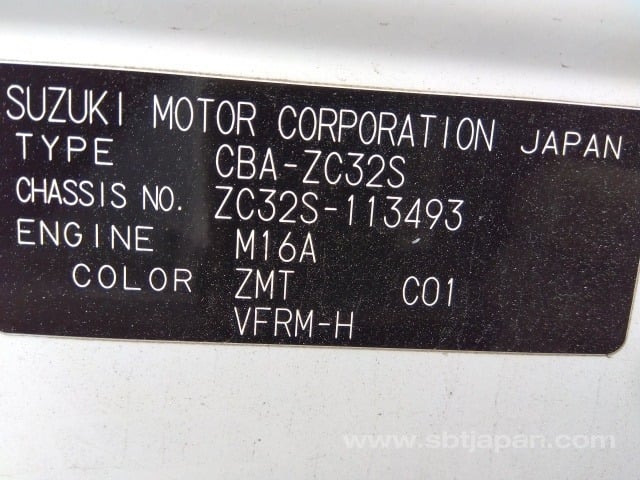 SUZUKI MOTOR CORPORATION JAPAN
TYPE CBA-ZC32S
CHASSIS NO. ZC32S-113493
ENGINE M16A
COLOR ZMT C01
VFRM-H
www.sbtjapan.com